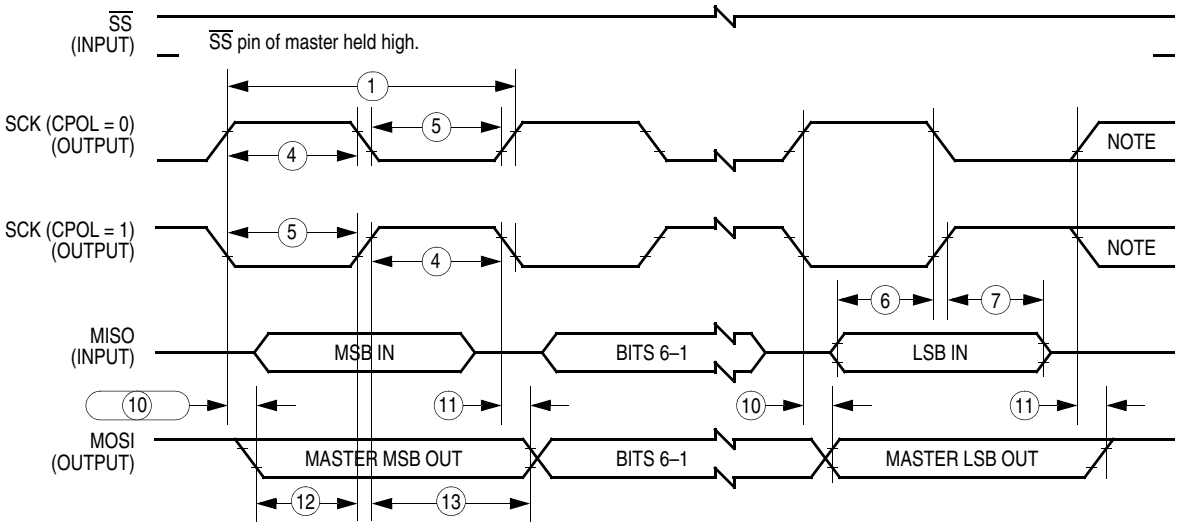 SS
(INPUT)
SS pin of master held high.
1
SCK (CPOL = 0)
(OUTPUT)
5
4
NOTE
SCK (CPOL = 1)
(OUTPUT)
5
4
NOTE
6
7
MISO
(INPUT)
MSB IN
BITS 6–1
LSB IN
10
11
10
11
MOSI
(OUTPUT)
MASTER MSB OUT
BITS 6–1
MASTER LSB OUT
12
13